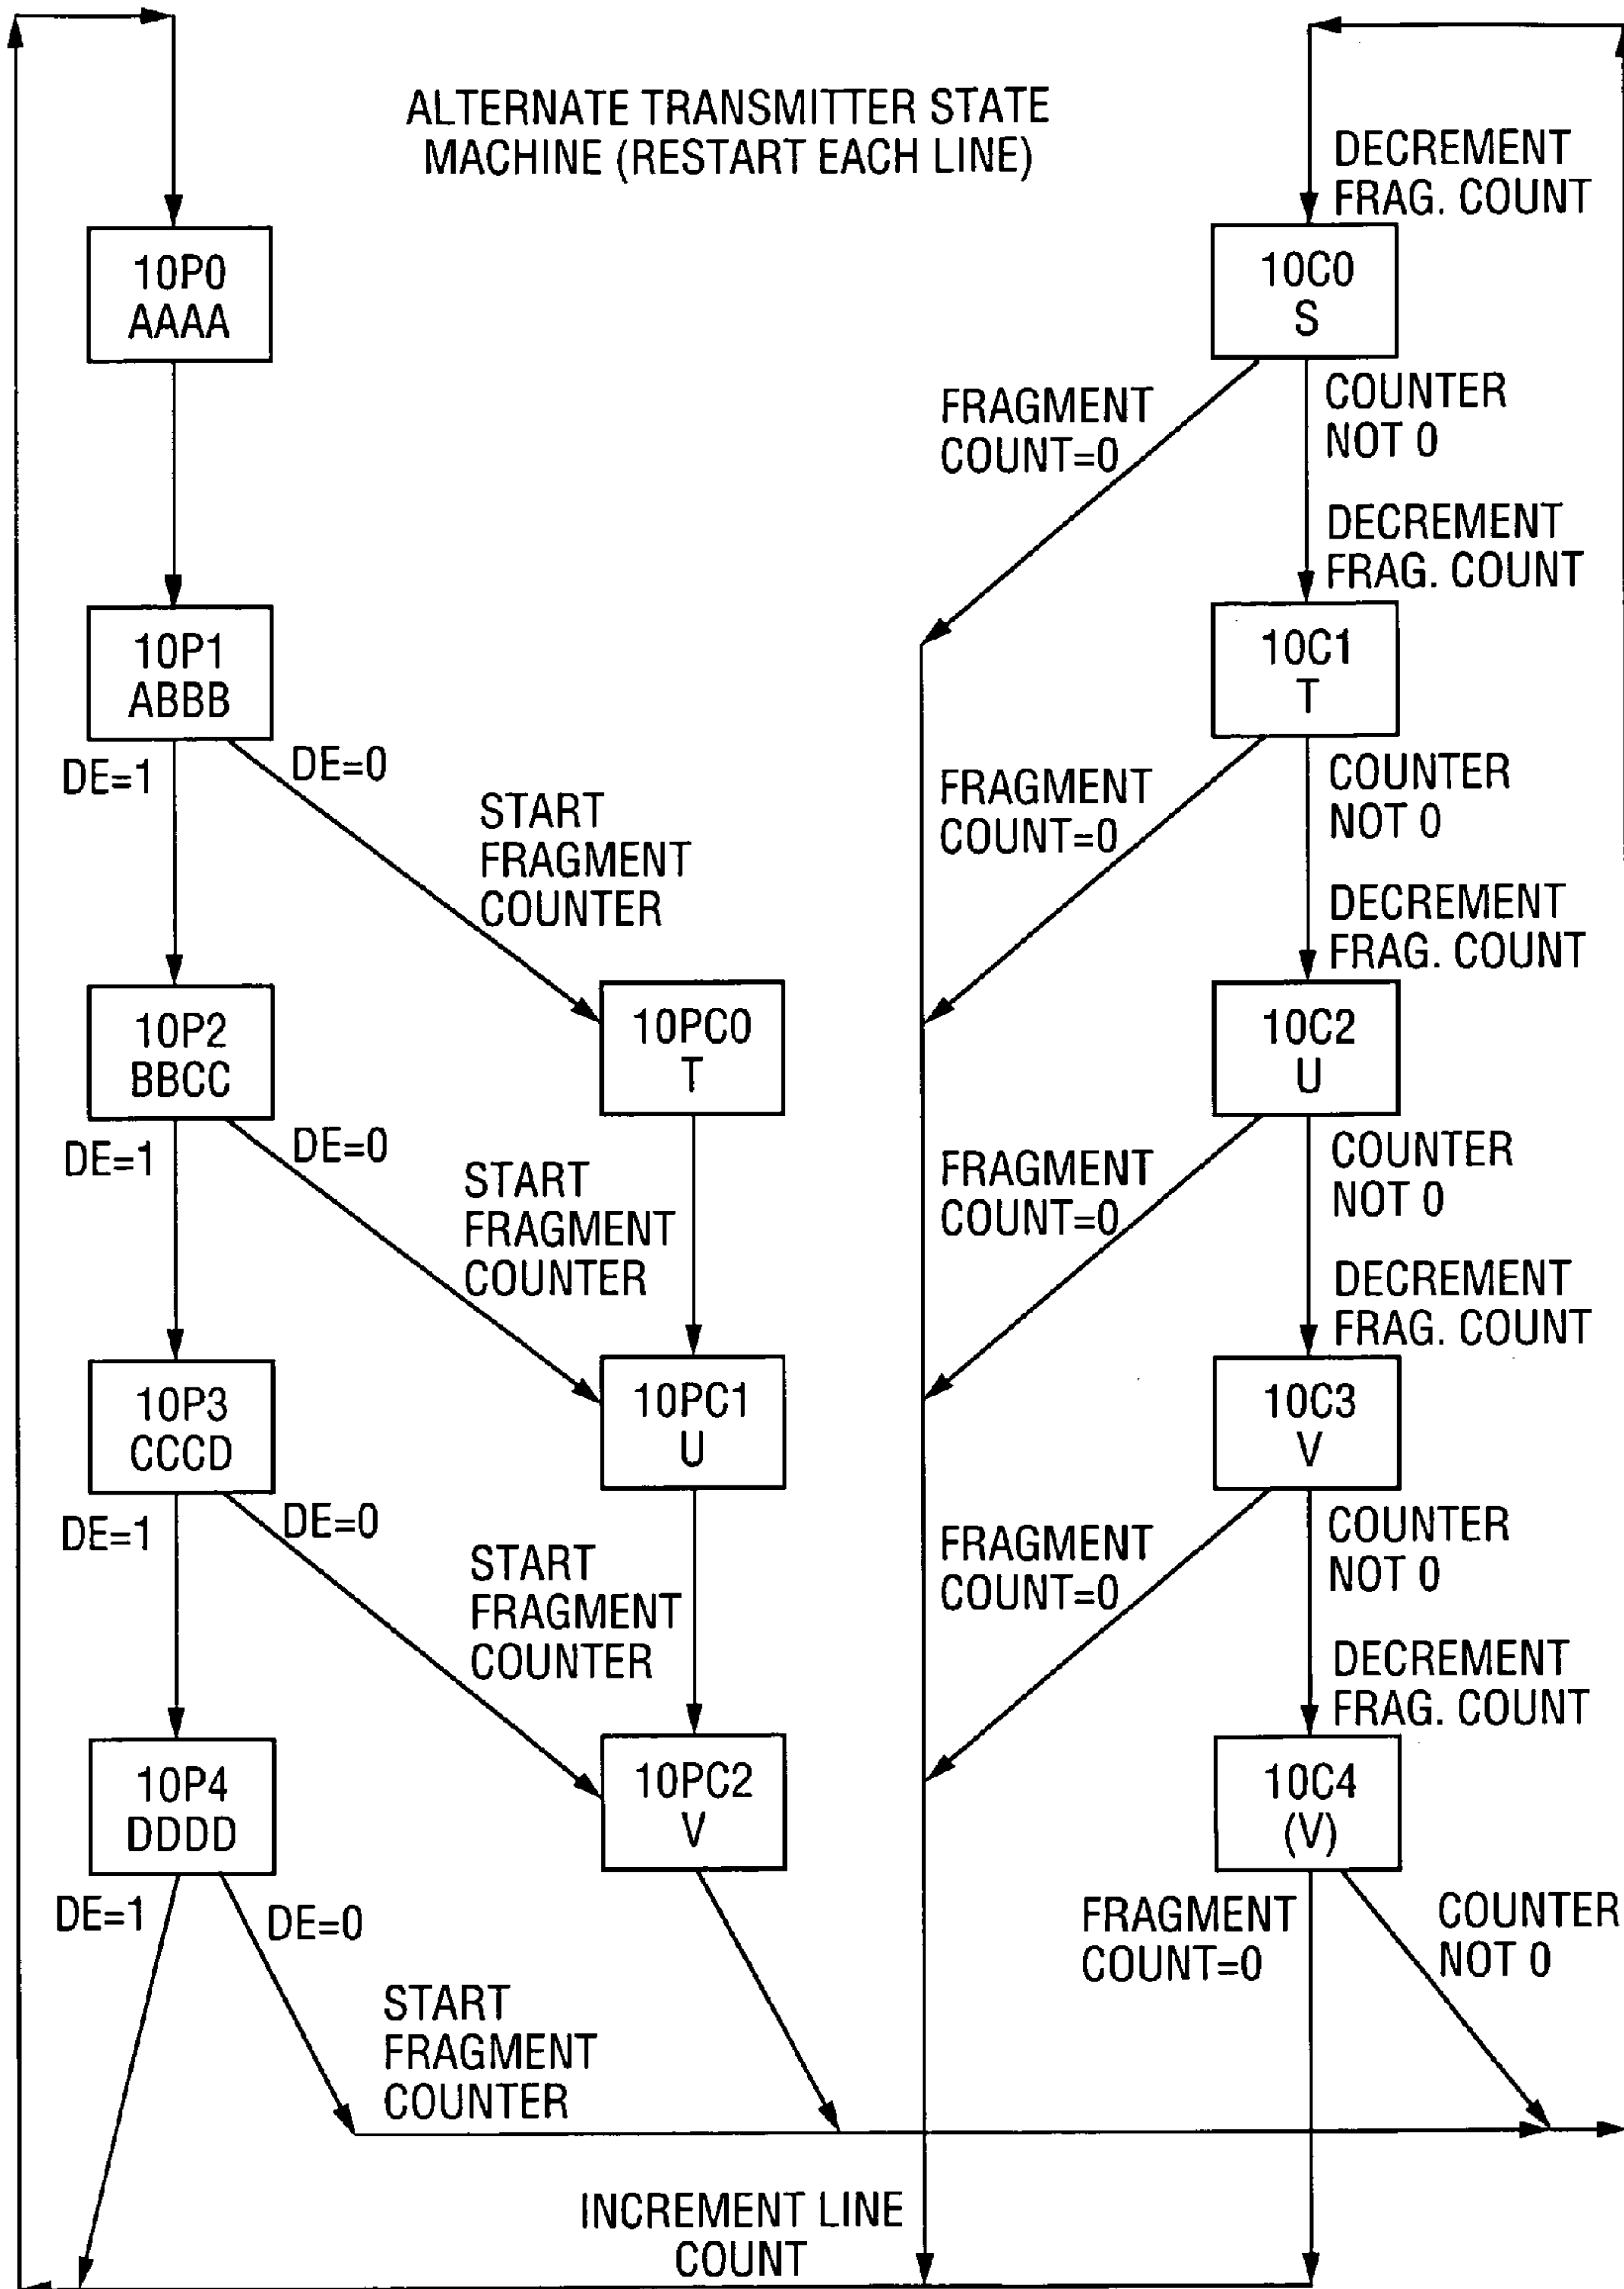 ALTERNATE TRANSMITTER STATE
MACHINE (RESTART EACH LINE)
DECREMENT
FRAG. COUNT
10P0
AAAA
10C0
S
FRAGMENT
COUNT=0
COUNTER
NOT 0
DECREMENT
FRAG. COUNT
10P1
ABBB
10C1
T
DE=1
DE=0
START
FRAGMENT
COUNTER
FRAGMENT
COUNT=0
COUNTER
NOT 0
DECREMENT
FRAG. COUNT
10P2
BBCC
10PC0
T
10C2
U
DE=1
DE=0
START
FRAGMENT
COUNTER
FRAGMENT
COUNT=0
COUNTER
NOT 0
DECREMENT
FRAG. COUNT
10P3
CCCD
10PC1
U
10C3
V
DE=1
DE=0
START
FRAGMENT
COUNTER
FRAGMENT
COUNT=0
COUNTER
NOT 0
DECREMENT
FRAG. COUNT
10P4
DDDD
10PC2
V
10C4
(V)
DE=1
DE=0
START
FRAGMENT
COUNTER
FRAGMENT
COUNT=0
COUNTER
NOT 0
INCREMENT LINE
COUNT